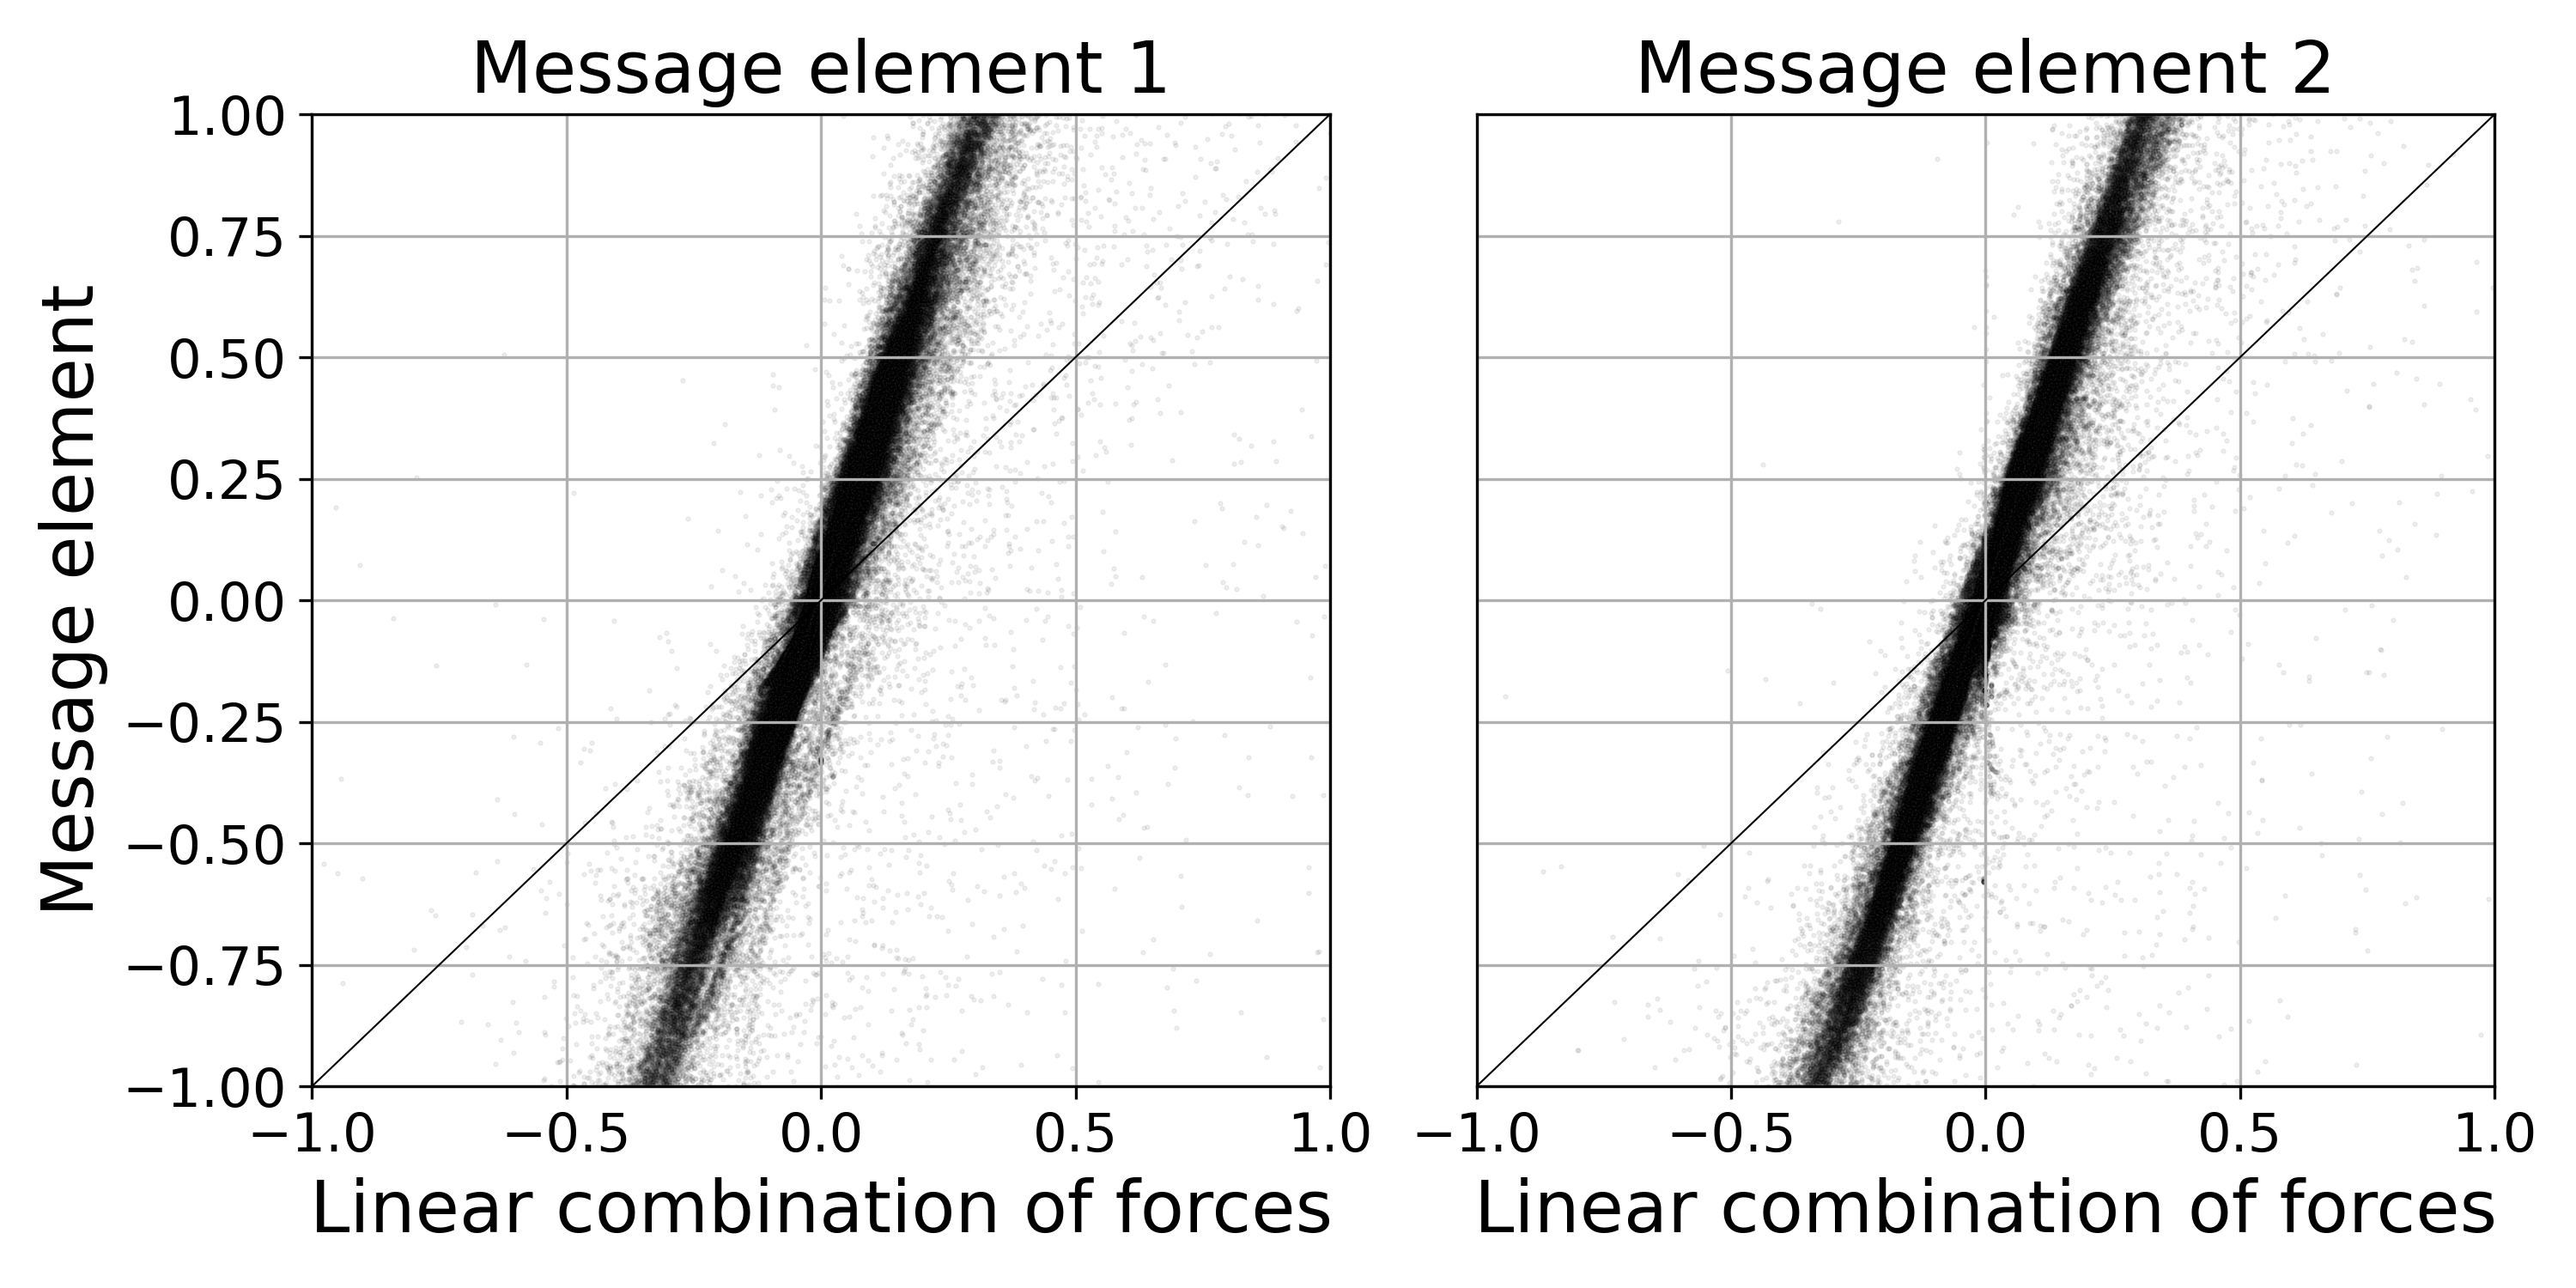 Message element 1
Message element 2
Message element
1.00
0.75
0.50
0.25
0.00
−0.25
−0.50
−0.75
−1.00
−1.0 −0.5 0.0 0.5 1.0
−1.0 −0.5 0.0 0.5 1.0
Linear combination of forces
Linear combination of forces